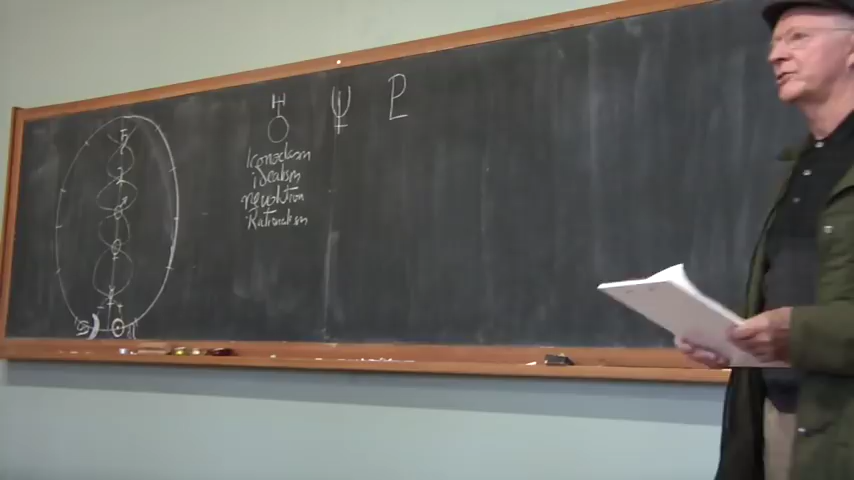 ♅ ♆ ♇
Iconoclasm
idealism
revolution
Rationalism